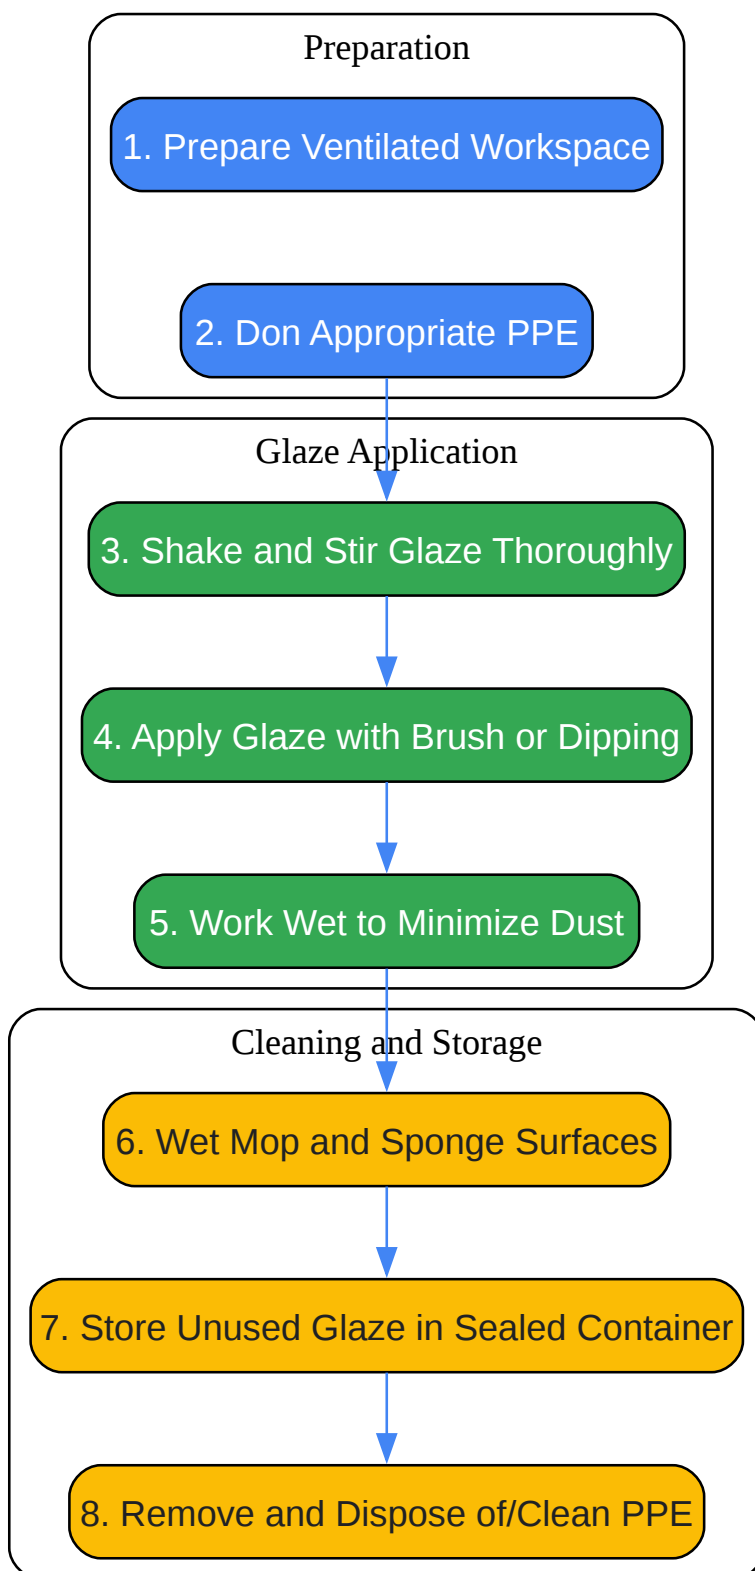 Preparation
1. Prepare Ventilated Workspace
2. Don Appropriate PPE
Glaze Application
3. Shake and Stir Glaze Thoroughly
4. Apply Glaze with Brush or Dipping
5. Work Wet to Minimize Dust
Cleaning and Storage
6. Wet Mop and Sponge Surfaces
7. Store Unused Glaze in Sealed Container
8. Remove and Dispose of/Clean PPE